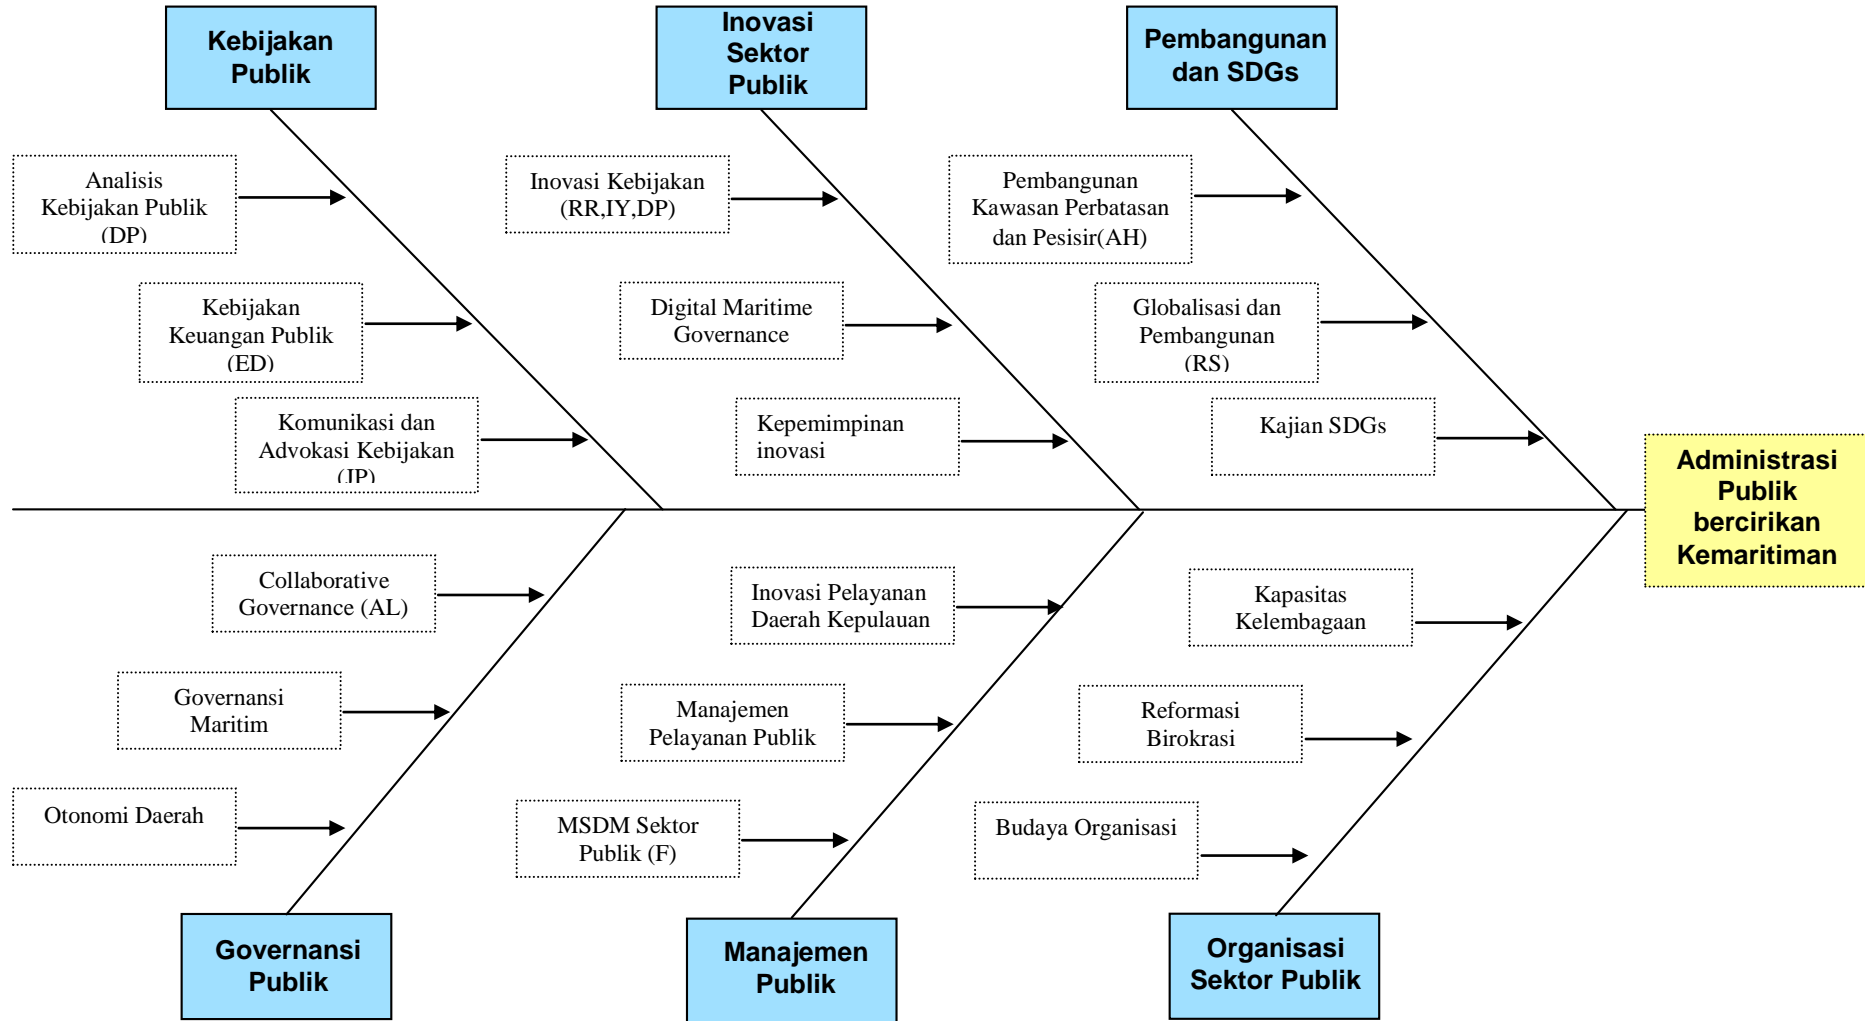 Kebijakan
Publik
Inovasi
Sektor
Publik
Pembangunan
dan SDGs
Analisis
Kebijakan Publik
(DP)
Inovasi Kebijakan
(RR,IY,DP)
Pembangunan
Kawasan Perbatasan
dan Pesisir(AH)
Kebijakan
Keuangan Publik
(ED)
Digital Maritime
Governance
Globalisasi dan
Pembangunan
(RS)
Komunikasi dan
Advokasi Kebijakan
(JP)
Kepemimpinan
inovasi
Kajian SDGs
Administrasi
Publik
bercirikan
Kemaritiman
Collaborative
Governance (AL)
Inovasi Pelayanan
Daerah Kepulauan
Kapasitas
Kelembagaan
Governansi
Maritim
Manajemen
Pelayanan Publik
Reformasi
Birokrasi
Otonomi Daerah
MSDM Sektor
Publik (F)
Budaya Organisasi
Governansi
Publik
Manajemen
Publik
Organisasi
Sektor Publik